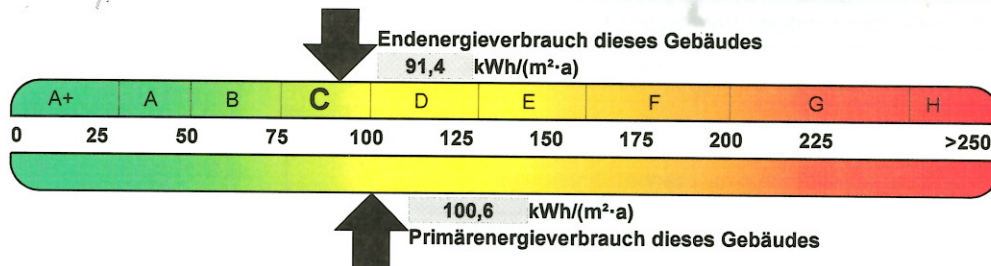 Endenergieverbrauch dieses Gebäudes
91,4 kWh/(m²·a)
A+ A B C D E F G H
0 25 50 75 100 125 150 175 200 225 >250
100,6 kWh/(m²·a)
Primärenergieverbrauch dieses Gebäudes